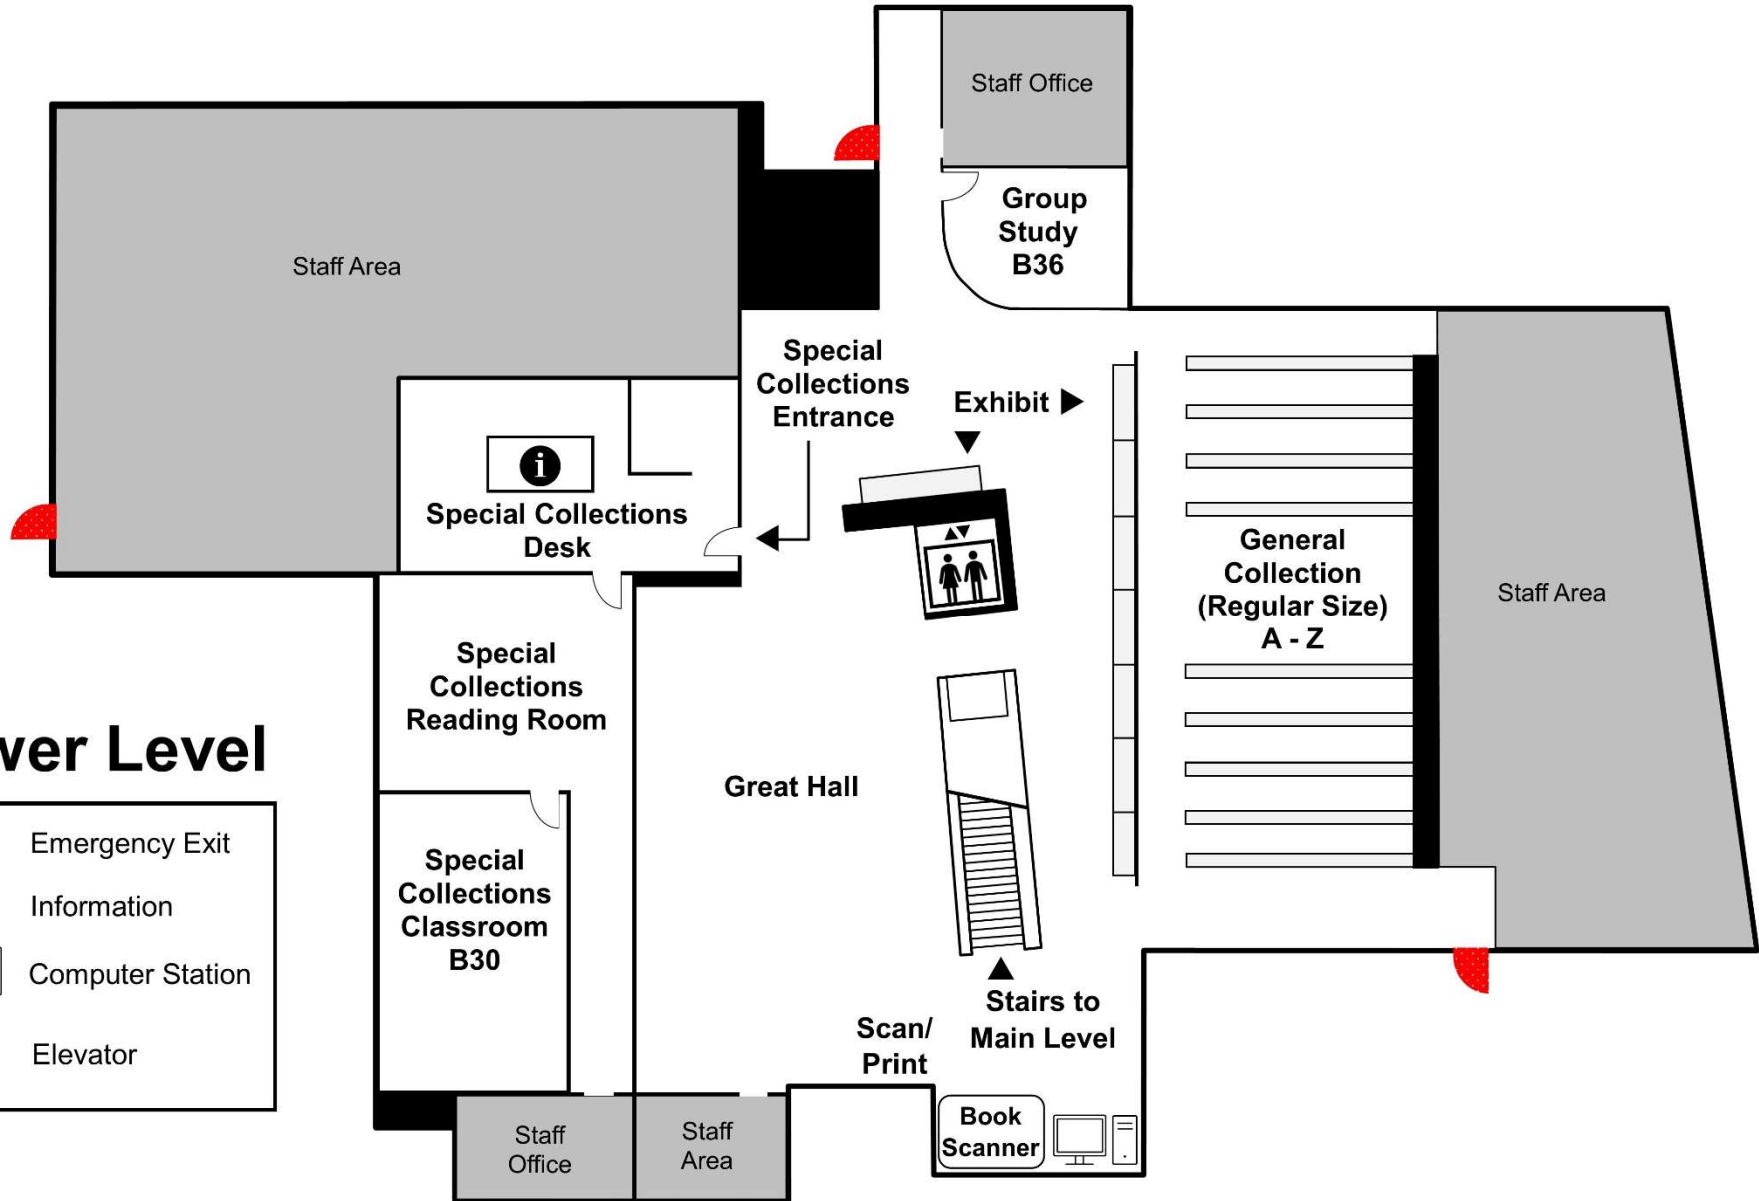 Staff Office
Group
Study
B36
Staff Area
Special
Collections
Entrance
Exhibit
i
Special Collections
Desk
General
Collection
(Regular Size)
A - Z
Staff Area
Special
Collections
Reading Room
Great Hall
Level
Emergency Exit
Information
Computer Station
Elevator
Special
Collections
Classroom
B30
Stairs to
Main Level
Scan/
Print
Book
Scanner
Staff
Office
Staff
Area